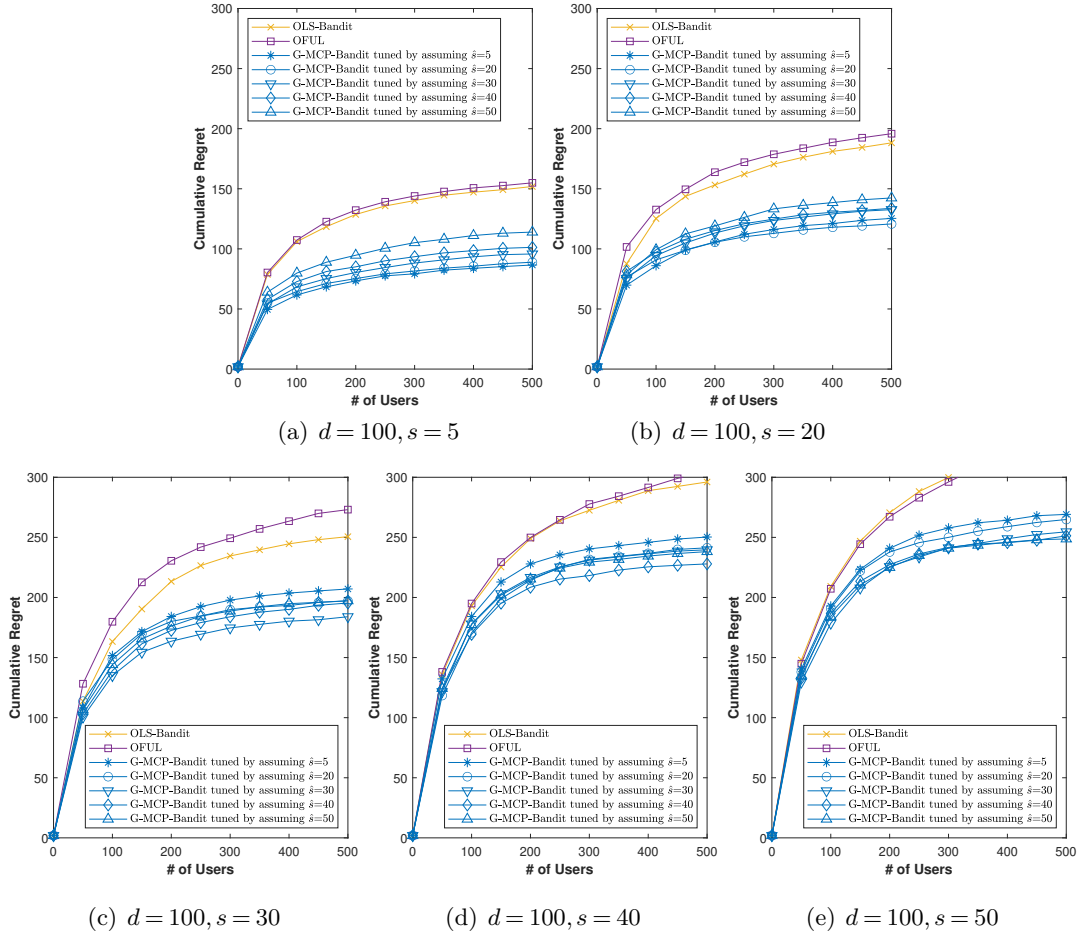 300
250
200
150
100
50
0
Cumulative Regret
OLS-Bandit
OFUL
G-MCP-Bandit tuned by assuming ŝ=5
G-MCP-Bandit tuned by assuming ŝ=20
G-MCP-Bandit tuned by assuming ŝ=30
G-MCP-Bandit tuned by assuming ŝ=40
G-MCP-Bandit tuned by assuming ŝ=50
0 100 200 300 400 500
# of Users
(a) d = 100, s = 5
300
250
200
150
100
50
0
Cumulative Regret
OLS-Bandit
OFUL
G-MCP-Bandit tuned by assuming ŝ=5
G-MCP-Bandit tuned by assuming ŝ=20
G-MCP-Bandit tuned by assuming ŝ=30
G-MCP-Bandit tuned by assuming ŝ=40
G-MCP-Bandit tuned by assuming ŝ=50
0 100 200 300 400 500
# of Users
(b) d = 100, s = 20
300
250
200
150
100
50
0
Cumulative Regret
OLS-Bandit
OFUL
G-MCP-Bandit tuned by assuming ŝ=5
G-MCP-Bandit tuned by assuming ŝ=20
G-MCP-Bandit tuned by assuming ŝ=30
G-MCP-Bandit tuned by assuming ŝ=40
G-MCP-Bandit tuned by assuming ŝ=50
0 100 200 300 400 500
# of Users
(c) d = 100, s = 30
300
250
200
150
100
50
0
Cumulative Regret
OLS-Bandit
OFUL
G-MCP-Bandit tuned by assuming ŝ=5
G-MCP-Bandit tuned by assuming ŝ=20
G-MCP-Bandit tuned by assuming ŝ=30
G-MCP-Bandit tuned by assuming ŝ=40
G-MCP-Bandit tuned by assuming ŝ=50
0 100 200 300 400 500
# of Users
(d) d = 100, s = 40
300
250
200
150
100
50
0
Cumulative Regret
OLS-Bandit
OFUL
G-MCP-Bandit tuned by assuming ŝ=5
G-MCP-Bandit tuned by assuming ŝ=20
G-MCP-Bandit tuned by assuming ŝ=30
G-MCP-Bandit tuned by assuming ŝ=40
G-MCP-Bandit tuned by assuming ŝ=50
0 100 200 300 400 500
# of Users
(e) d = 100, s = 50